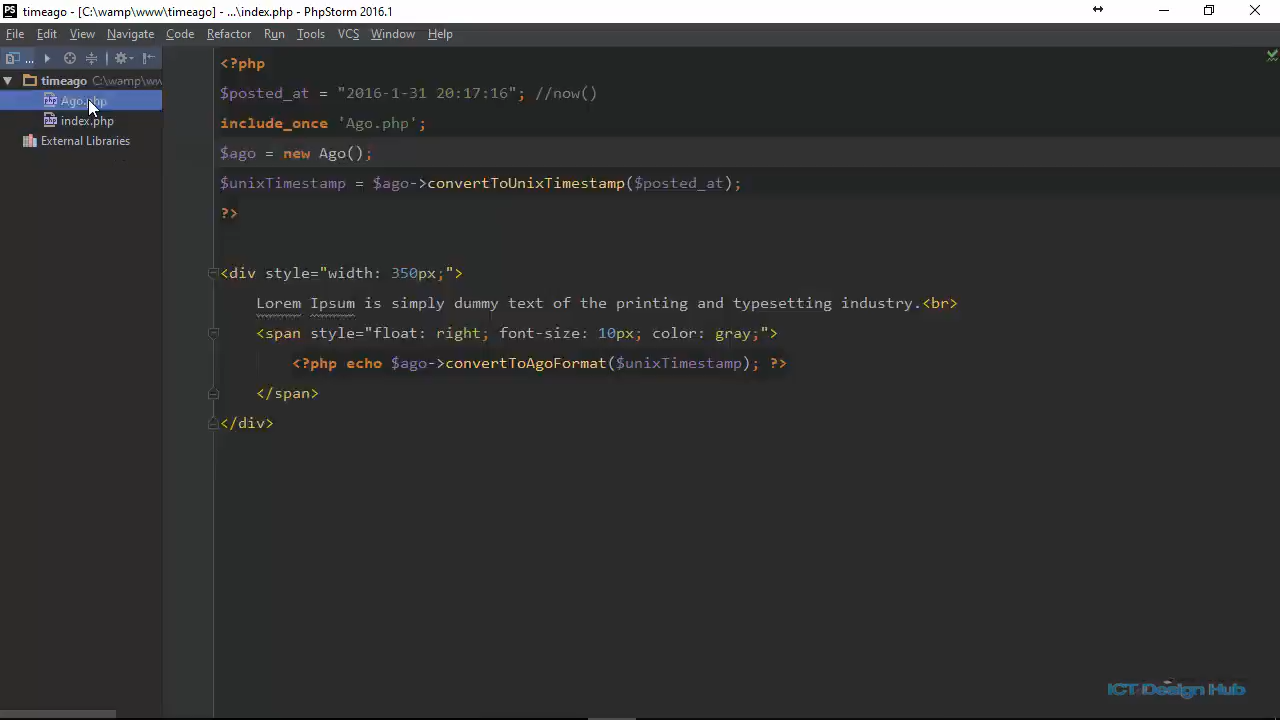 timeago - [C:\wamp\www\timeago] - ...\index.php - PhpStorm 2016.1
File Edit View Navigate Code Refactor Run Tools VCS Window Help
...
timeago C:\wamp\ww
Ago.php
index.php
External Libraries
<?php
$posted_at = "2016-1-31 20:17:16"; //now()
include_once 'Ago.php';
$ago = new Ago();
$unixTimestamp = $ago->convertToUnixTimestamp($posted_at);
?>
<div style="width: 350px;">
Lorem Ipsum is simply dummy text of the printing and typesetting industry.<br>
<span style="float: right; font-size: 10px; color: gray;">
<?php echo $ago->convertToAgoFormat($unixTimestamp); ?>
</span>
</div>
ICT Design Hub